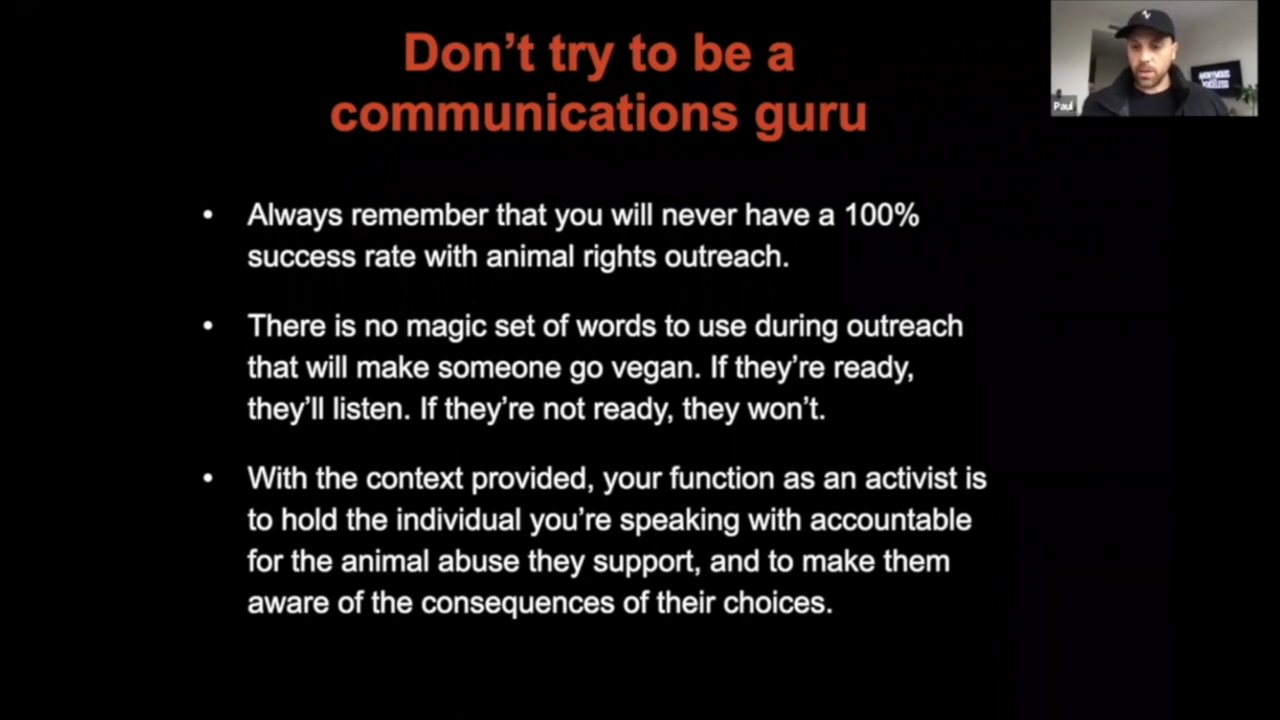 Don’t try to be a
communications guru
• Always remember that you will never have a 100%
success rate with animal rights outreach.
• There is no magic set of words to use during outreach
that will make someone go vegan. If they’re ready,
they’ll listen. If they’re not ready, they won’t.
• With the context provided, your function as an activist is
to hold the individual you’re speaking with accountable
for the animal abuse they support, and to make them
aware of the consequences of their choices.
Paul
ANONYMOUS
VOICELESS